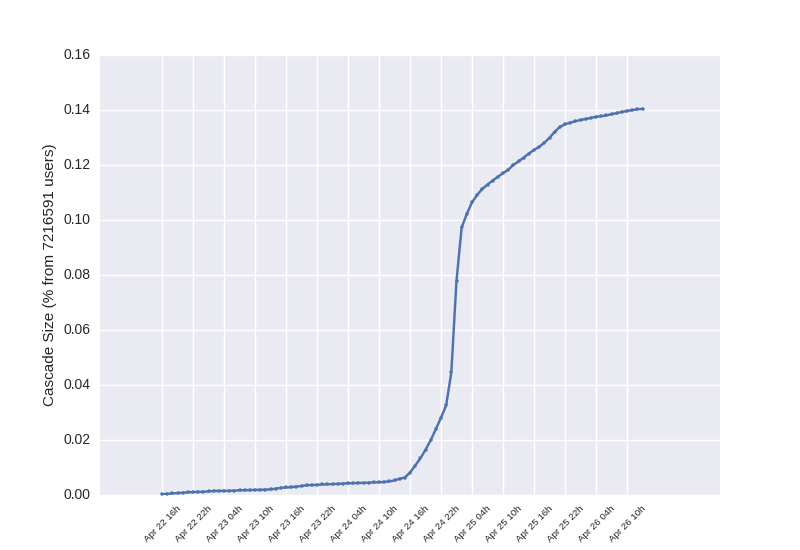 0.16
0.14
0.12
0.10
0.08
0.06
0.04
0.02
0.00
Cascade Size (% from 7216591 users)
Apr 22 16h
Apr 22 22h
Apr 23 04h
Apr 23 10h
Apr 23 16h
Apr 23 22h
Apr 24 04h
Apr 24 10h
Apr 24 16h
Apr 24 22h
Apr 25 04h
Apr 25 10h
Apr 25 16h
Apr 25 22h
Apr 26 04h
Apr 26 10h